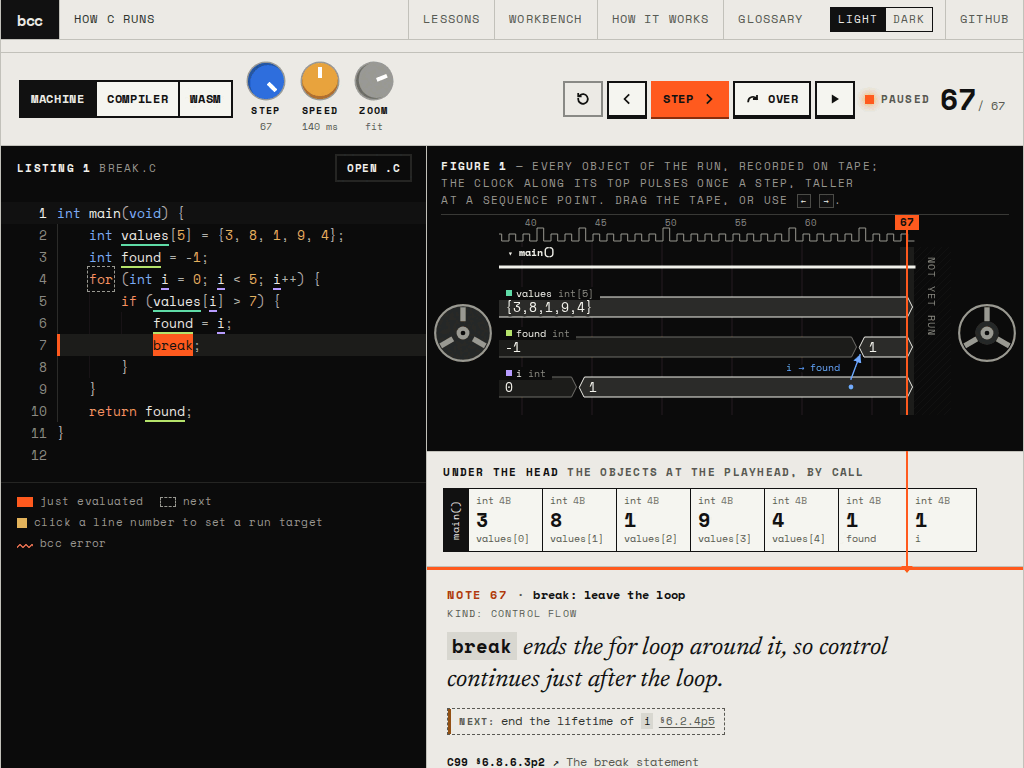 bcc HOW C RUNS LESSONS WORKBENCH HOW IT WORKS GLOSSARY LIGHT DARK GITHUB
MACHINE COMPILER WASM
STEP SPEED ZOOM
67 140 ms fit
STEP OVER PAUSED 67 / 67
LISTING 1 BREAK.C OPEN .C
1 int main(void) {
2 int values[5] = {3, 8, 1, 9, 4};
3 int found = -1;
4 for (int i = 0; i < 5; i++) {
5 if (values[i] > 7) {
6 found = i;
7 break;
8 }
9 }
10 return found;
11 }
12
just evaluated next
click a line number to set a run target
bcc error
FIGURE 1 — EVERY OBJECT OF THE RUN, RECORDED ON TAPE;
THE CLOCK ALONG ITS TOP PULSES ONCE A STEP, TALLER
AT A SEQUENCE POINT. DRAG THE TAPE, OR USE ← →.
40 45 50 55 60 67
▾ main()
values int[5]
{3,8,1,9,4}
found int
-1 1
i → found
i int
0 1
NOT YET RUN
UNDER THE HEAD THE OBJECTS AT THE PLAYHEAD, BY CALL
main()
int 4B int 4B int 4B int 4B int 4B int 4B int 4B
3 8 1 9 4 1 1
values[0] values[1] values[2] values[3] values[4] found i
NOTE 67 · break: leave the loop
KIND: CONTROL FLOW
break ends the for loop around it, so control
continues just after the loop.
NEXT: end the lifetime of i §6.2.4p5
C99 §6.8.6.3p2 ↗ The break statement